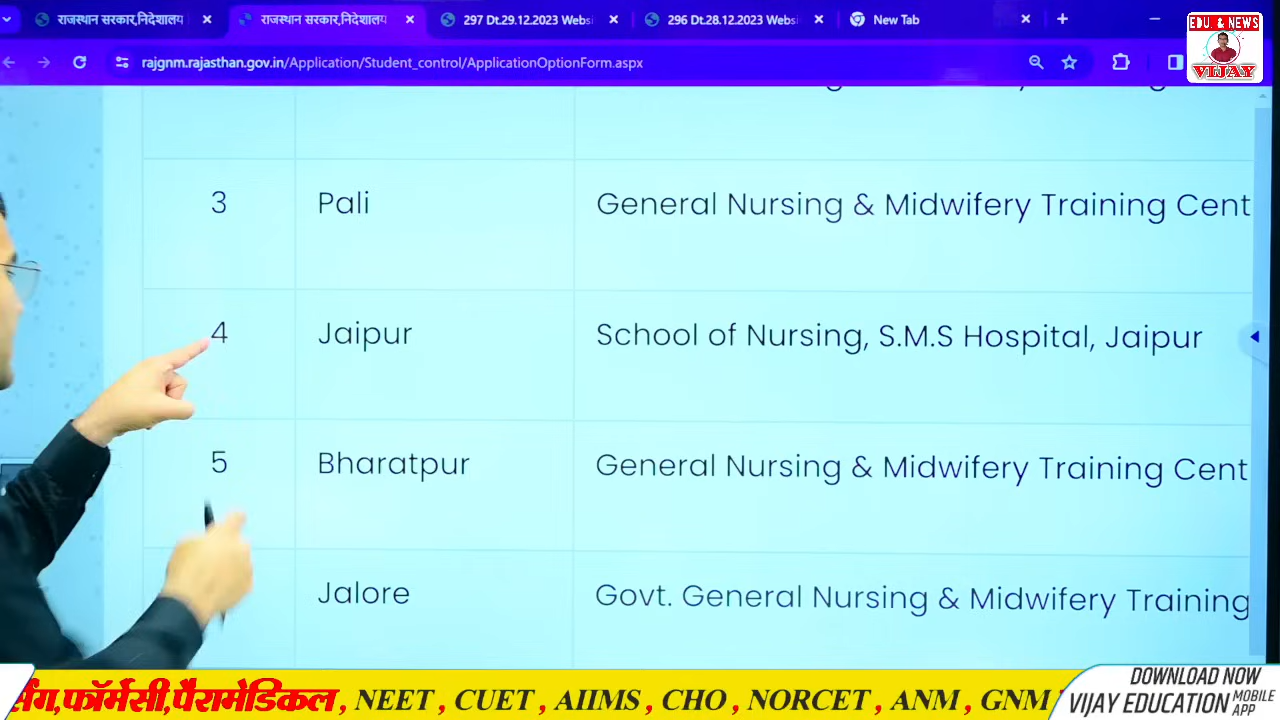 राजस्थान सरकार,निदेशालय
राजस्थान सरकार,निदेशालय
297 Dt.29.12.2023 Websi
296 Dt.28.12.2023 Websi
New Tab
EDU. & NEWS
VIJAY
rajgnm.rajasthan.gov.in/Application/Student_control/ApplicationOptionForm.aspx
3 Pali General Nursing & Midwifery Training Cent
4 Jaipur School of Nursing, S.M.S Hospital, Jaipur
5 Bharatpur General Nursing & Midwifery Training Cent
Jalore Govt. General Nursing & Midwifery Training
फॉर्मेसी,पैरामेडिकल , NEET , CUET , AIIMS , CHO , NORCET , ANM , GNM
DOWNLOAD NOW
VIJAY EDUCATION MOBILE APP